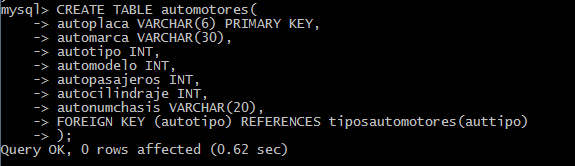 mysql> CREATE TABLE automotores(
    -> autoplaca VARCHAR(6) PRIMARY KEY,
    -> automarca VARCHAR(30),
    -> autotipo INT,
    -> automodelo INT,
    -> autopasajeros INT,
    -> autocilindraje INT,
    -> autonumchasis VARCHAR(20),
    -> FOREIGN KEY (autotipo) REFERENCES tiposautomotores(auttipo)
    -> );
Query OK, 0 rows affected (0.62 sec)